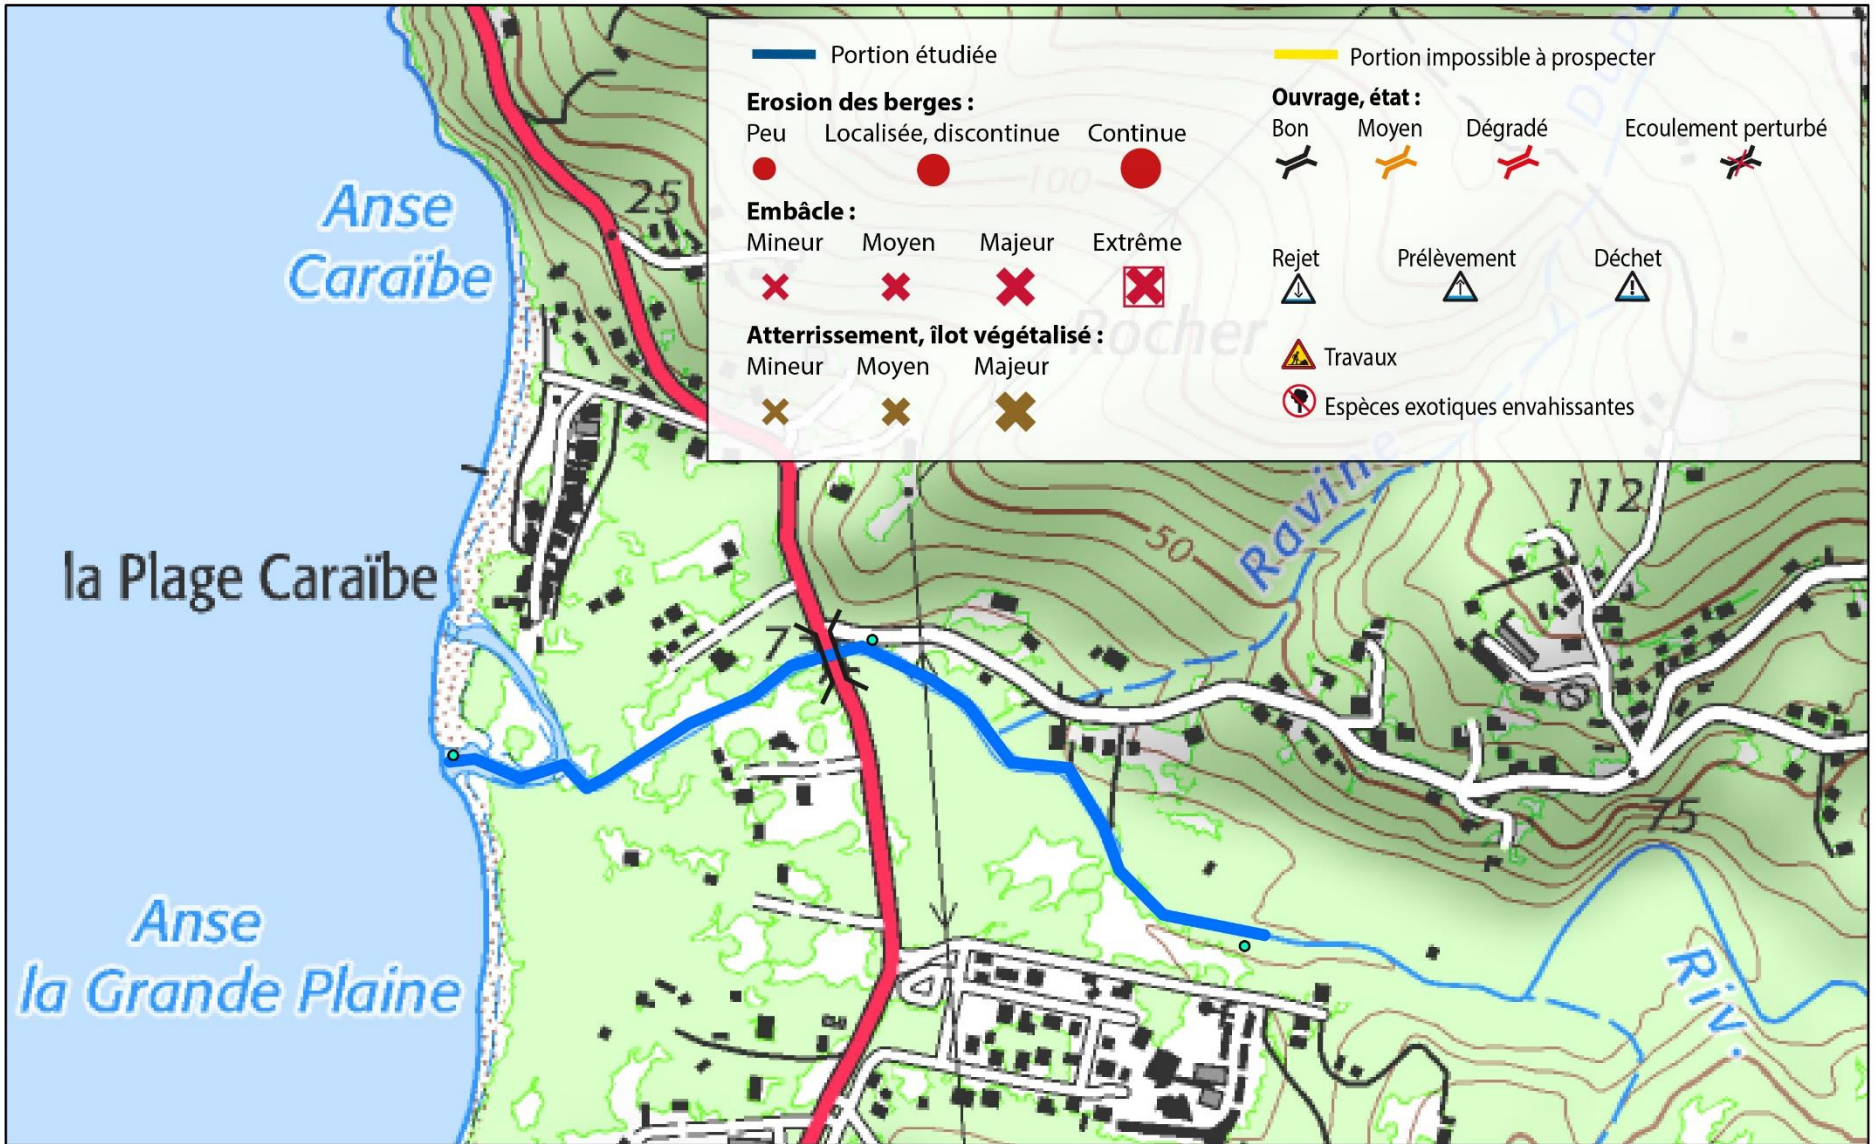 Portion étudiée
Portion impossible à prospecter
Erosion des berges :
Peu Localisée, discontinue Continue
Ouvrage, état :
Bon Moyen Dégradé Ecoulement perturbé
Embâcle :
Mineur Moyen Majeur Extrême
Rejet Prélèvement Déchet
Atterrissement, îlot végétalisé :
Mineur Moyen Majeur
Travaux
Espèces exotiques envahissantes
100
Rocher
25
Anse
Caraïbe
Ravine
112
50
la Plage Caraïbe
7
75
Anse
la Grande Plaine
Riv.